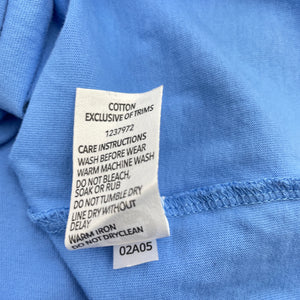 COTTON
EXCLUSIVE OF TRIMS
1237972
CARE INSTRUCTIONS
WASH BEFORE WEAR
WARM MACHINE WASH
DO NOT BLEACH,
SOAK OR RUB
DO NOT TUMBLE DRY
LINE DRY WITHOUT
DELAY
WARM IRON
DO NOT DRYCLEAN
02A05